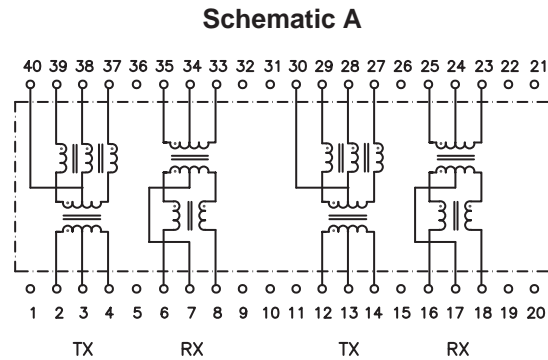 Schematic A
40 39 38 37 36 35 34 33 32 31 30 29 28 27 26 25 24 23 22 21
1 2 3 4 5 6 7 8 9 10 11 12 13 14 15 16 17 18 19 20
TX RX TX RX